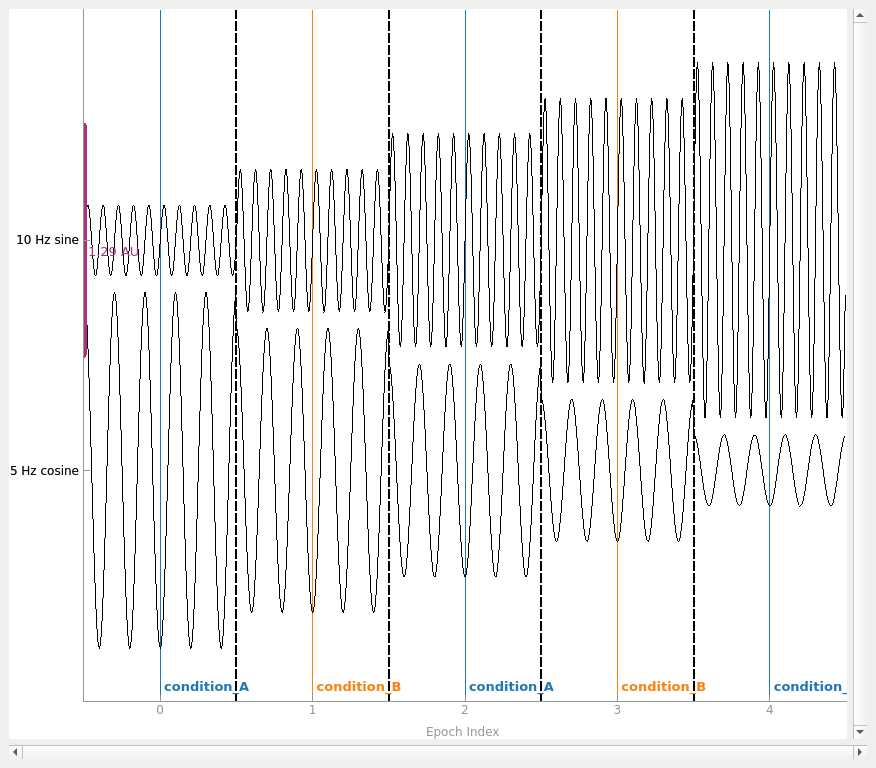 10 Hz sine
1.29 AU
5 Hz cosine
condition_A condition_B condition_A condition_B condition_
0 1 2 3 4
Epoch Index